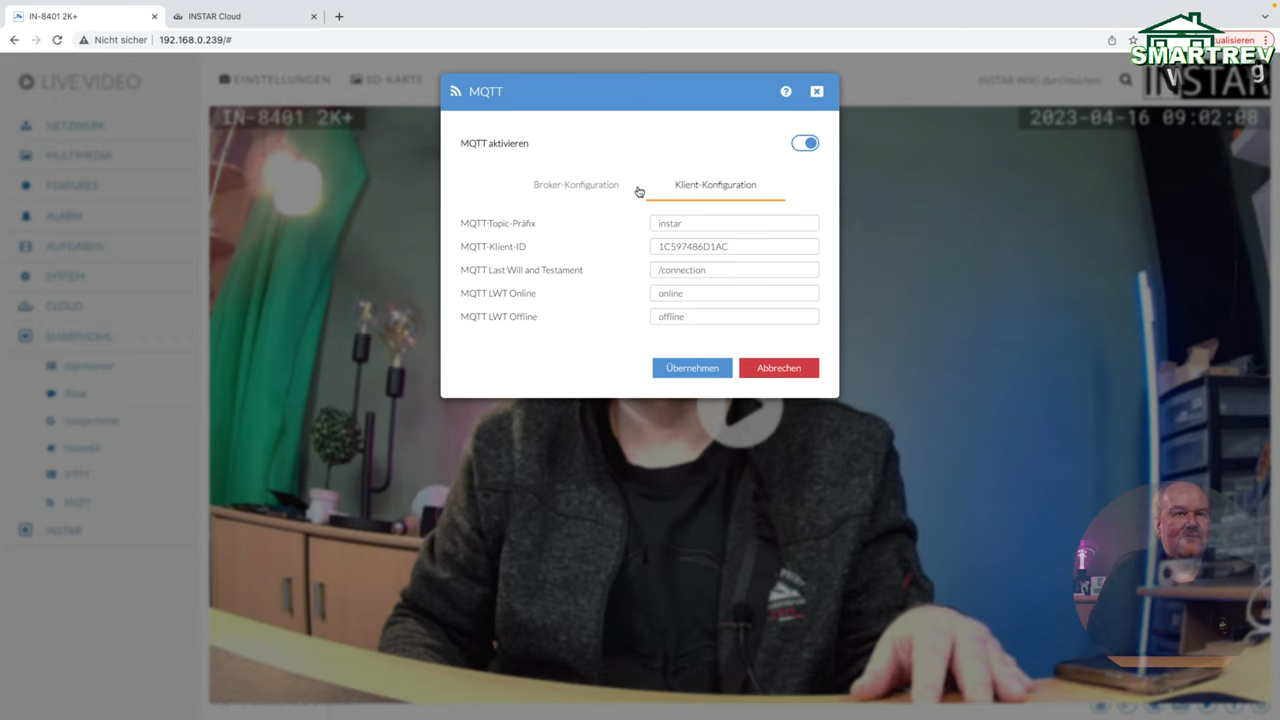 IN-8401 2K+
INSTAR Cloud
Nicht sicher
192.168.0.239/#
ualisieren
SMARTREV
W
g
LIVE VIDEO
EINSTELLUNGEN
SD-KARTE
INSTAR WIKI durchsuchen
INSTAR
IN-8401 2K+
2023-04-16 09:02:08
NETZWERK
MULTIMEDIA
FEATURES
ALARM
AUFGABEN
SYSTEM
CLOUD
SMARTHOME
Alexa
Google Home
HomeKit
IFTTT
MQTT
INSTAR
MQTT
MQTT aktivieren
Broker-Konfiguration
Klient-Konfiguration
MQTT-Topic-Präfix
instar
MQTT-Klient-ID
1C597486D1AC
MQTT Last Will and Testament
/connection
MQTT LWT Online
online
MQTT LWT Offline
offline
Übernehmen
Abbrechen